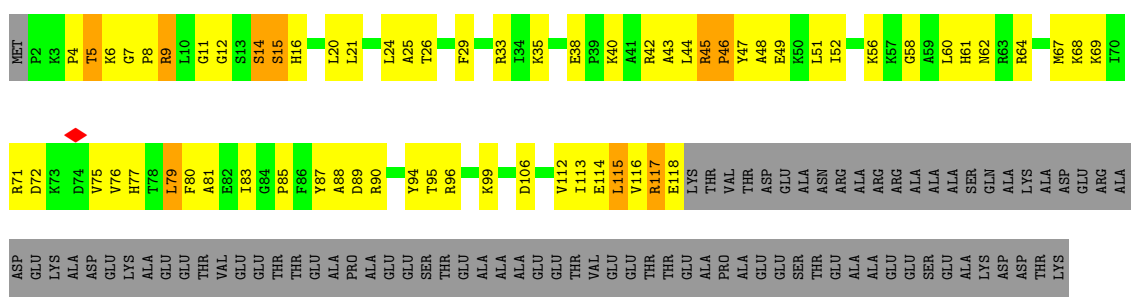 MET P2 K3 P4 T5 K6 G7 P8 R9 L10 G11 G12 S13 S14 S15 H16 L20 L21 L24 A25 T26 F29 R33 I34 K35 E38 P39 K40 A41 R42 A43 L44 R45 P46 Y47 A48 E49 K50 L51 I52 K56 K57 G58 A59 L60 H61 N62 R63 R64 M67 K68 K69 I70
R71 D72 K73 D74 V75 V76 H77 T78 L79 F80 A81 E82 I83 G84 P85 F86 Y87 A88 D89 R90 Y94 T95 R96 K99 D106 V112 I113 E114 L115 V116 R117 E118 LYS THR VAL THR ASP GLU ALA ASN ARG ALA ALA ARG ARG ALA ALA ALA SER GLN ALA LYS ALA ASP GLU ARG ALA
ASP GLU LYS ALA ASP GLU LYS ALA GLU GLU THR VAL GLU GLU THR THR GLU ALA PRO ALA GLU GLU SER THR GLU ALA ALA ALA GLU GLU THR VAL GLU GLU THR THR GLU ALA PRO ALA GLU GLU SER THR GLU ALA ALA GLU GLU SER GLU ALA LYS ASP ASP THR LYS